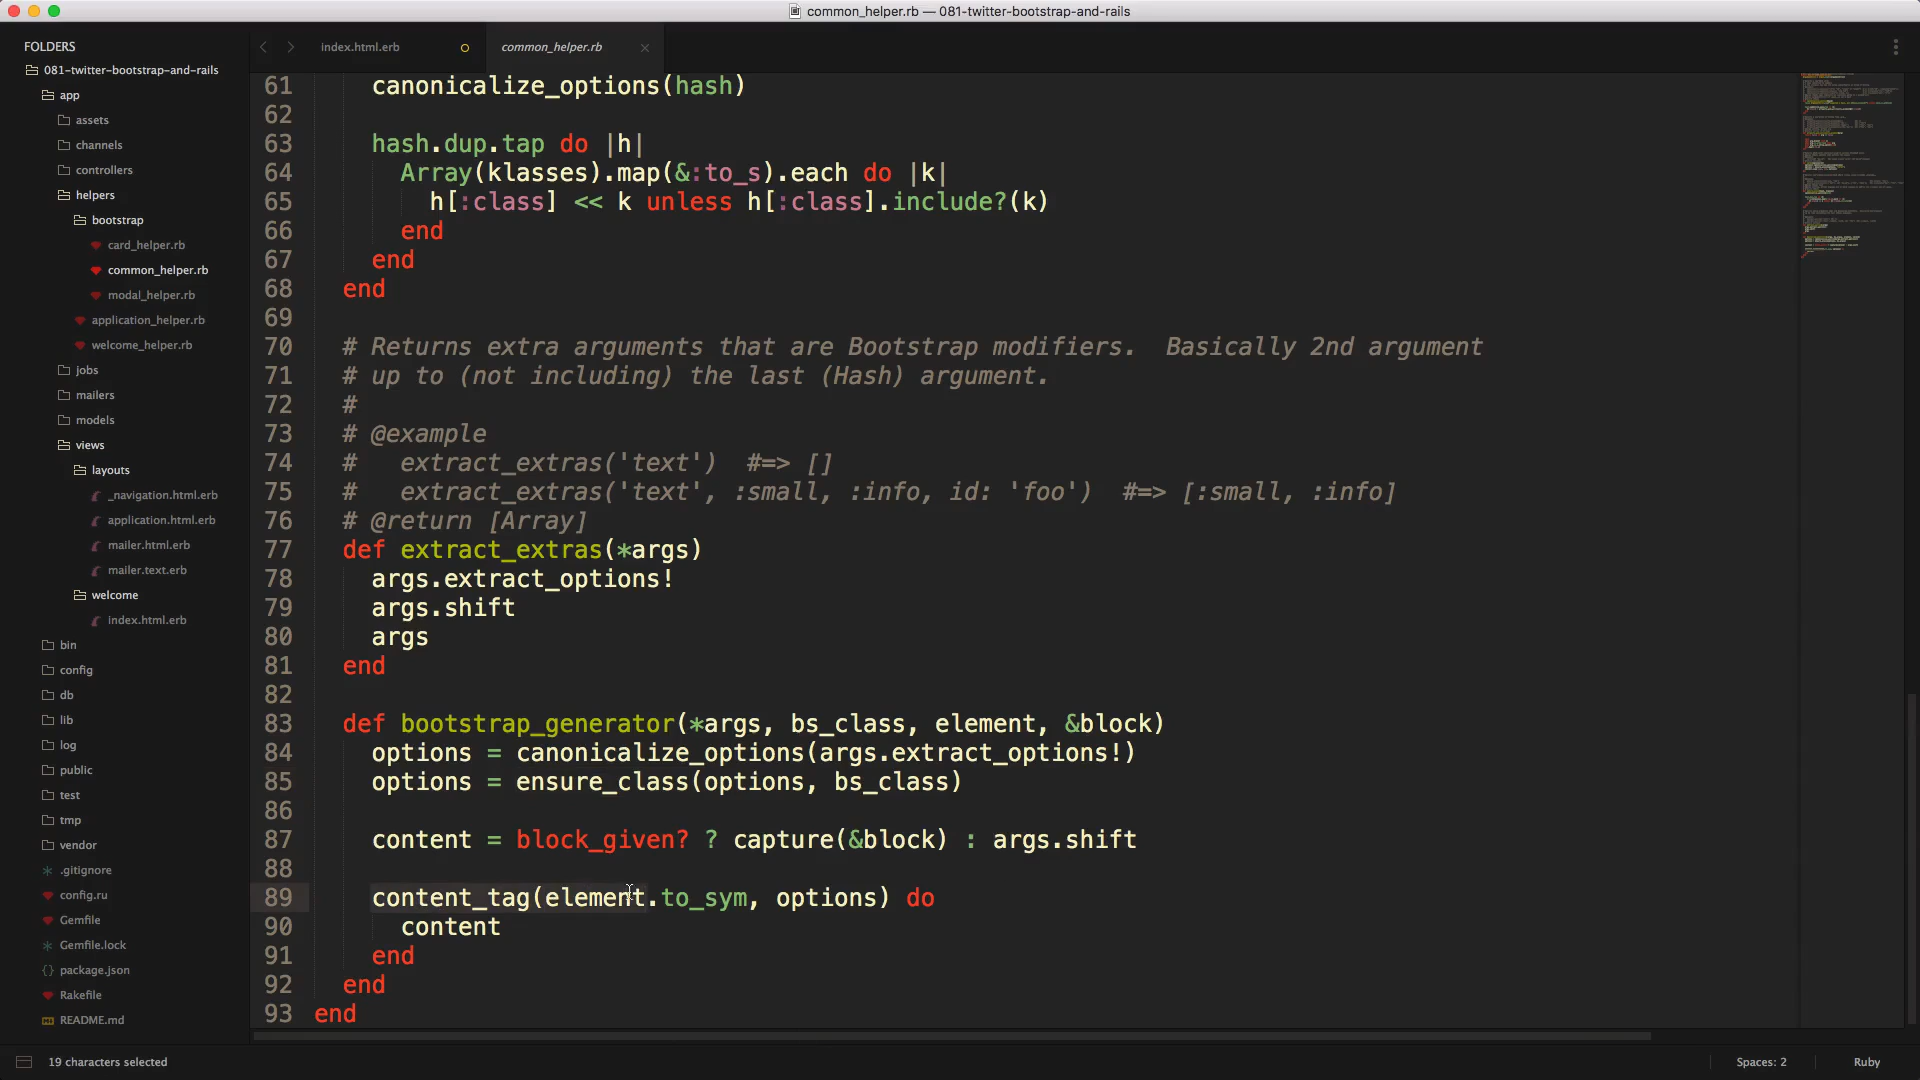 common_helper.rb — 081-twitter-bootstrap-and-rails
FOLDERS
081-twitter-bootstrap-and-rails
app
assets
channels
controllers
helpers
bootstrap
card_helper.rb
common_helper.rb
modal_helper.rb
application_helper.rb
welcome_helper.rb
jobs
mailers
models
views
layouts
_navigation.html.erb
application.html.erb
mailer.html.erb
mailer.text.erb
welcome
index.html.erb
bin
config
db
lib
log
public
test
tmp
vendor
.gitignore
config.ru
Gemfile
Gemfile.lock
package.json
Rakefile
README.md
index.html.erb
common_helper.rb
61 canonicalize_options(hash)
62
63 hash.dup.tap do |h|
64 Array(klasses).map(&:to_s).each do |k|
65 h[:class] << k unless h[:class].include?(k)
66 end
67 end
68 end
69
70 # Returns extra arguments that are Bootstrap modifiers.  Basically 2nd argument
71 # up to (not including) the last (Hash) argument.
72 #
73 # @example
74 #   extract_extras('text')  #=> []
75 #   extract_extras('text', :small, :info, id: 'foo')  #=> [:small, :info]
76 # @return [Array]
77 def extract_extras(*args)
78 args.extract_options!
79 args.shift
80 args
81 end
82
83 def bootstrap_generator(*args, bs_class, element, &block)
84 options = canonicalize_options(args.extract_options!)
85 options = ensure_class(options, bs_class)
86
87 content = block_given? ? capture(&block) : args.shift
88
89 content_tag(element.to_sym, options) do
90 content
91 end
92 end
93 end
19 characters selected
Spaces: 2
Ruby